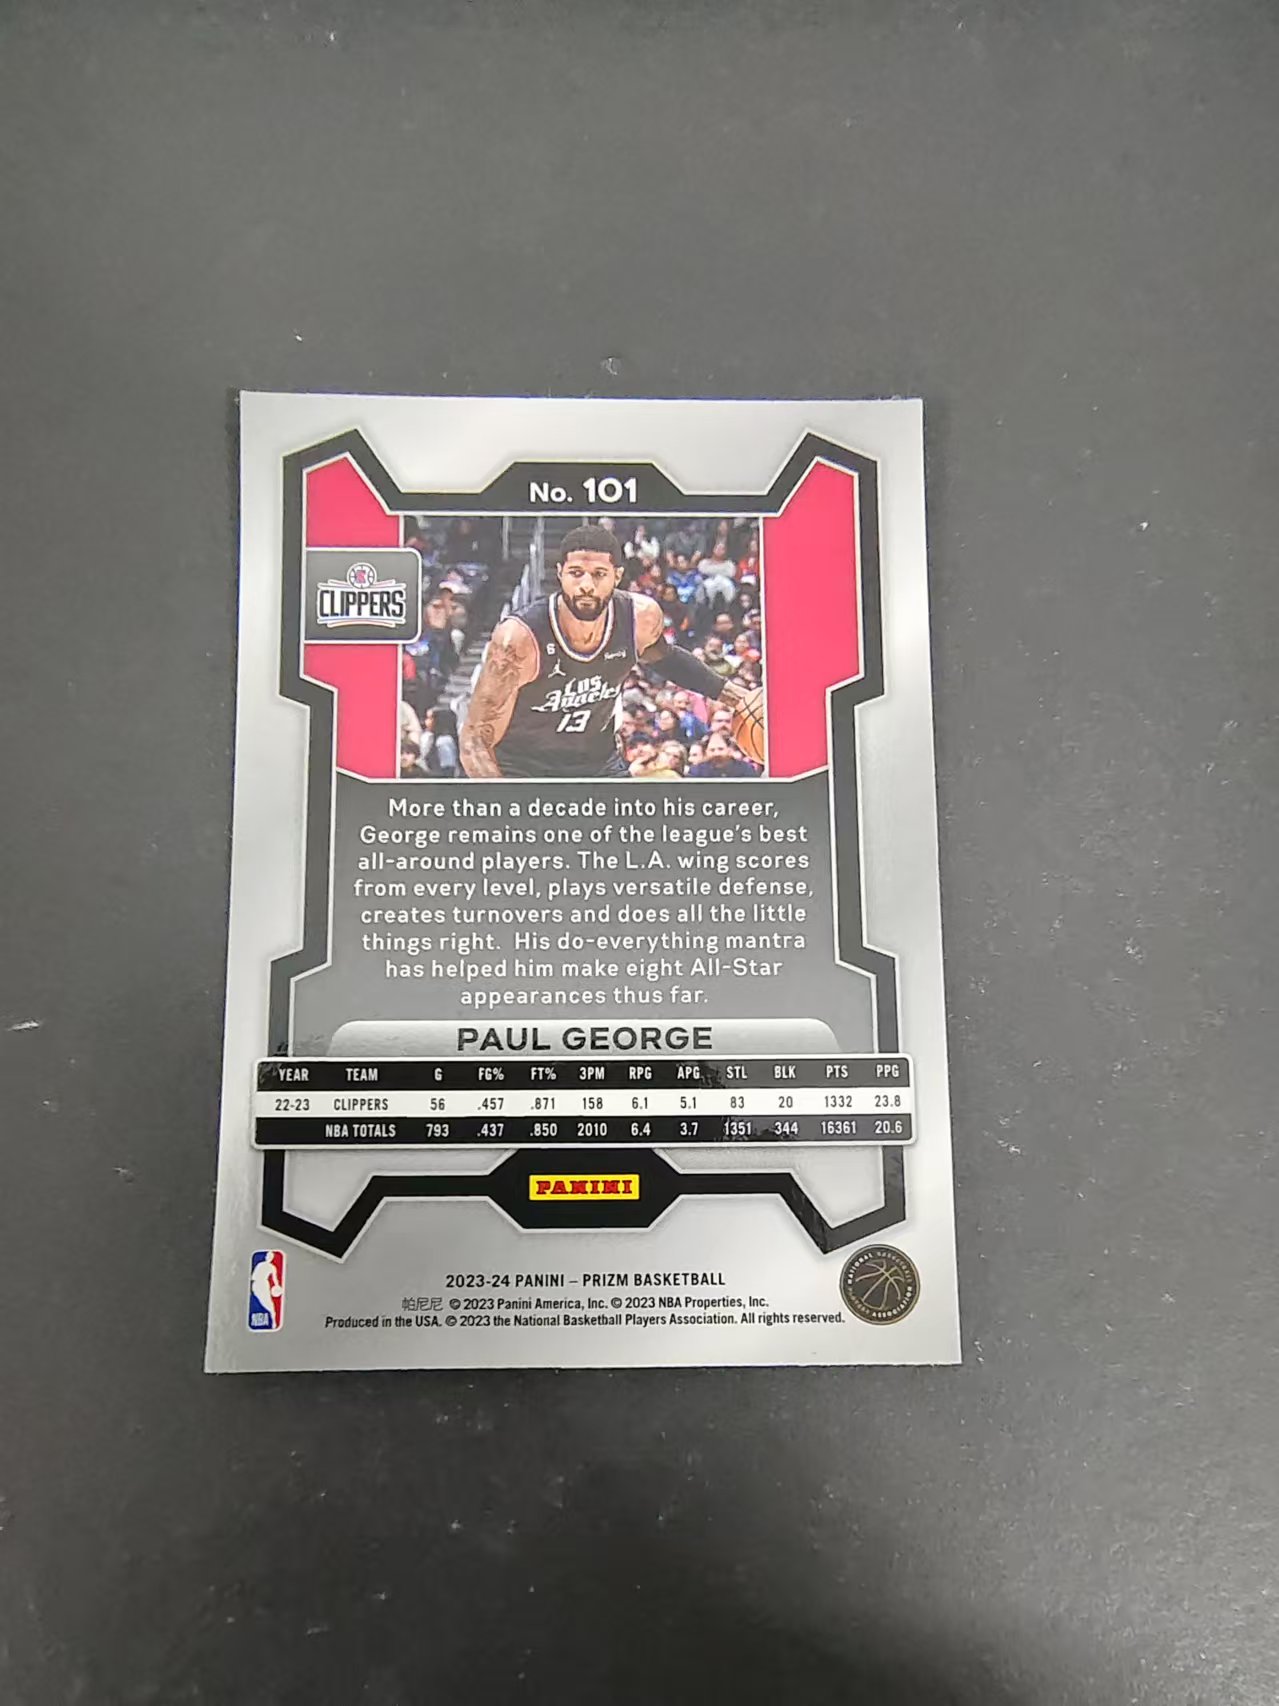 No. 101
CLIPPERS
6
Los
Angeles
13
More than a decade into his career,
George remains one of the league's best
all-around players. The L.A. wing scores
from every level, plays versatile defense,
creates turnovers and does all the little
things right. His do-everything mantra
has helped him make eight All-Star
appearances thus far.
PAUL GEORGE
YEAR TEAM G FG% FT% 3PM RPG APG STL BLK PTS PPG
22-23 CLIPPERS 56 .457 .871 158 6.1 5.1 83 20 1332 23.8
NBA TOTALS 793 .437 .850 2010 6.4 3.7 1351 344 16361 20.6
PANINI
2023-24 PANINI – PRIZM BASKETBALL
帕尼尼 © 2023 Panini America, Inc. © 2023 NBA Properties, Inc.
Produced in the USA. © 2023 the National Basketball Players Association. All rights reserved.
NBA
NATIONAL BASKETBALL
ASSOCIATION